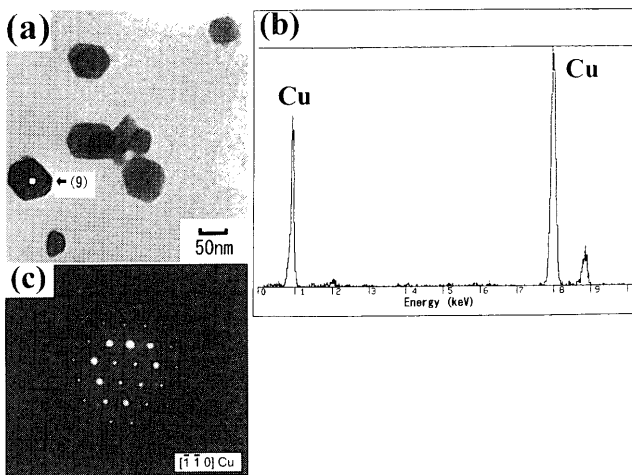 (a)
← (9)
50nm
(b)
Cu
Cu
0 1 2 3 4 5 6 7 8 9
Energy (keV)
(c)
[1̄ 1̄ 0] Cu